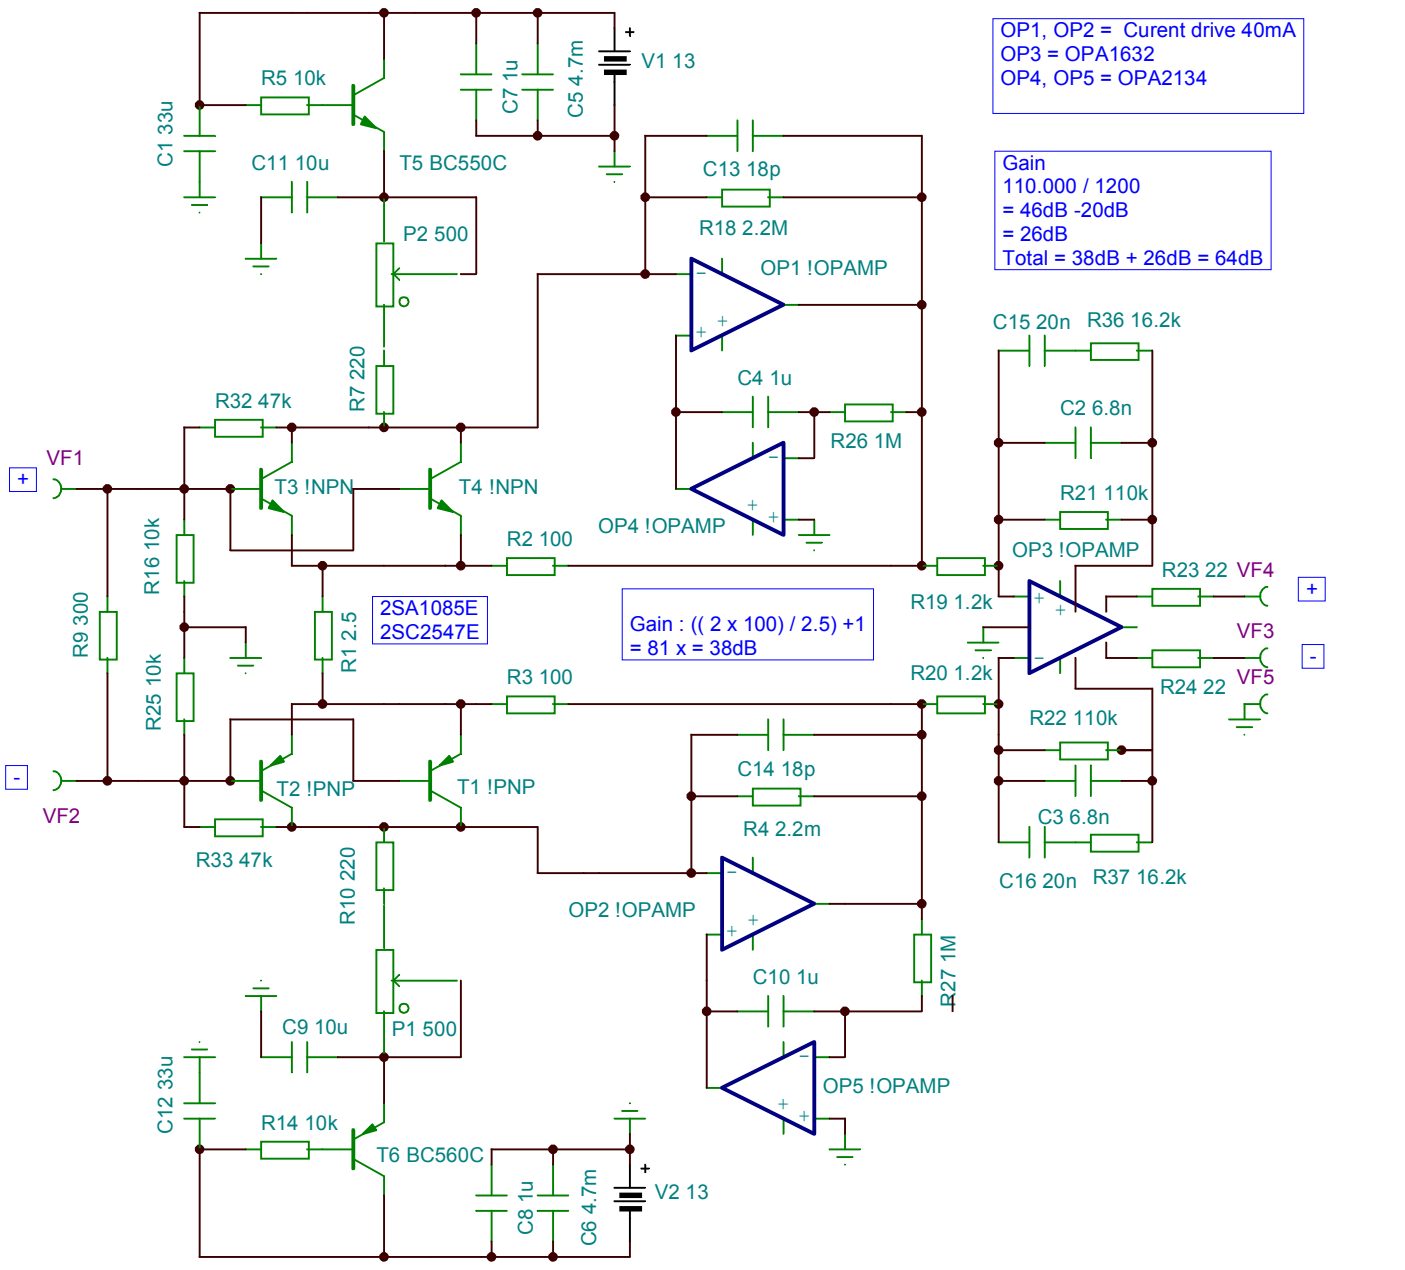 OP1, OP2 = Curent drive 40mA
OP3 = OPA1632
OP4, OP5 = OPA2134
Gain
110.000 / 1200
= 46dB -20dB
= 26dB
Total = 38dB + 26dB = 64dB
R5 10k
C1 33u
C11 10u
T5 BC550C
C7 1u
C5 4.7m
+
V1 13
P2 500
R7 220
C13 18p
R18 2.2M
OP1 !OPAMP
C4 1u
R26 1M
OP4 !OPAMP
R32 47k
VF1
+
T3 !NPN
T4 !NPN
R16 10k
R2 100
R9 300
R1 2.5
2SA1085E
2SC2547E
Gain : (( 2 x 100) / 2.5) +1
= 81 x = 38dB
R25 10k
R3 100
C15 20n
R36 16.2k
C2 6.8n
R21 110k
OP3 !OPAMP
R19 1.2k
R23 22
VF4
+
VF3
-
R20 1.2k
R24 22
VF5
R22 110k
C3 6.8n
C16 20n
R37 16.2k
-
VF2
T2 !PNP
T1 !PNP
R33 47k
R10 220
C14 18p
R4 2.2m
OP2 !OPAMP
R27 1M
C10 1u
OP5 !OPAMP
P1 500
C9 10u
C12 33u
R14 10k
T6 BC560C
C8 1u
C6 4.7m
+
V2 13